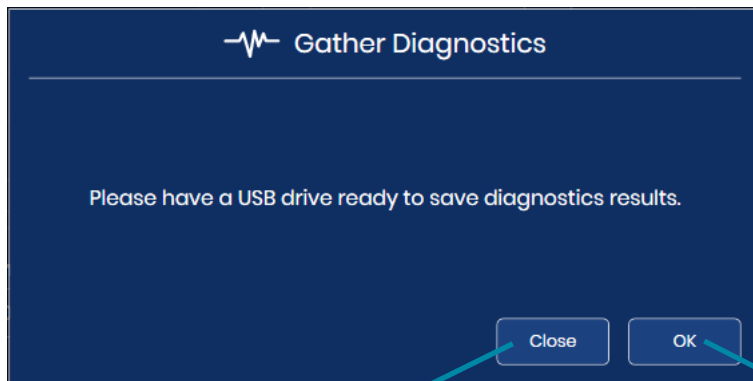 Gather Diagnostics
Please have a USB drive ready to save diagnostics results.
Close OK